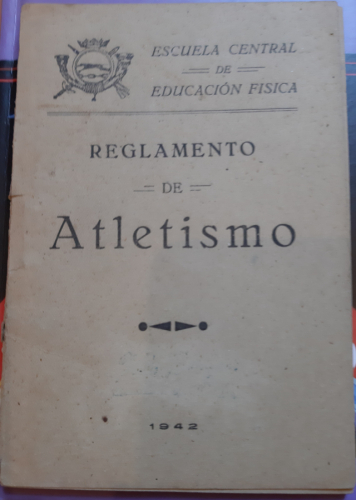 ESCUELA CENTRAL
DE
EDUCACIÓN FISICA
REGLAMENTO
DE
Atletismo
1942